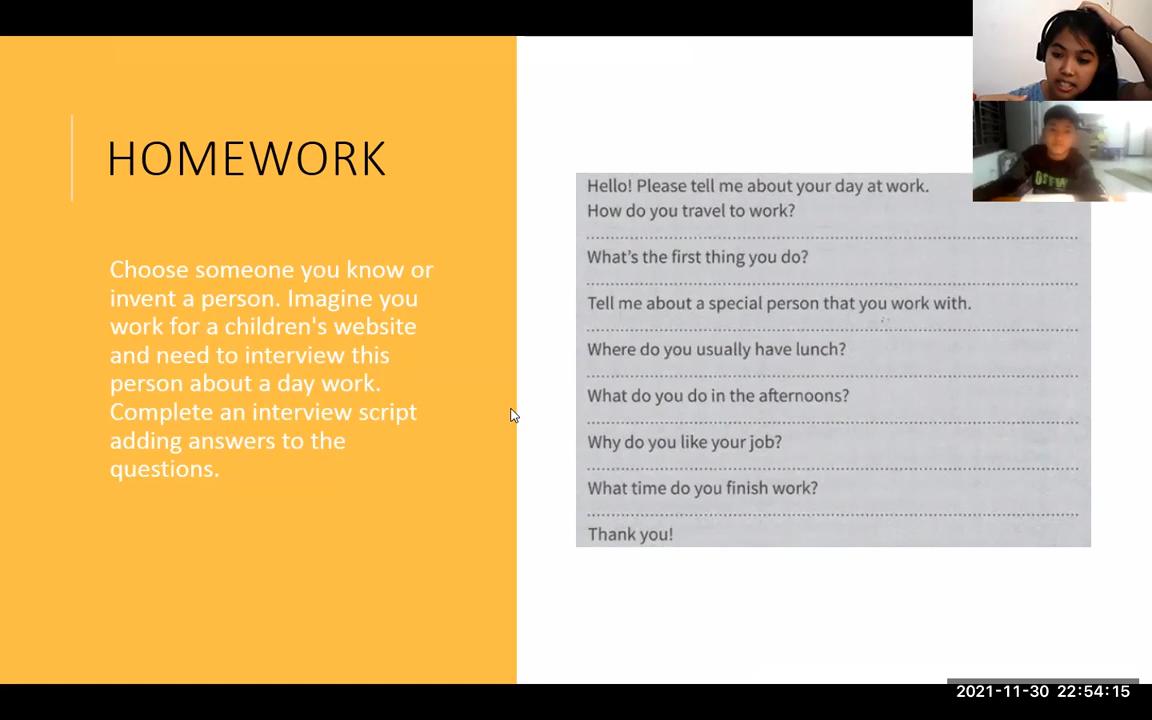 HOMEWORK
Choose someone you know or
invent a person. Imagine you
work for a children's website
and need to interview this
person about a day work.
Complete an interview script
adding answers to the
questions.
Hello! Please tell me about your day at work.
How do you travel to work?
What's the first thing you do?
Tell me about a special person that you work with.
Where do you usually have lunch?
What do you do in the afternoons?
Why do you like your job?
What time do you finish work?
Thank you!
2021-11-30 22:54:15